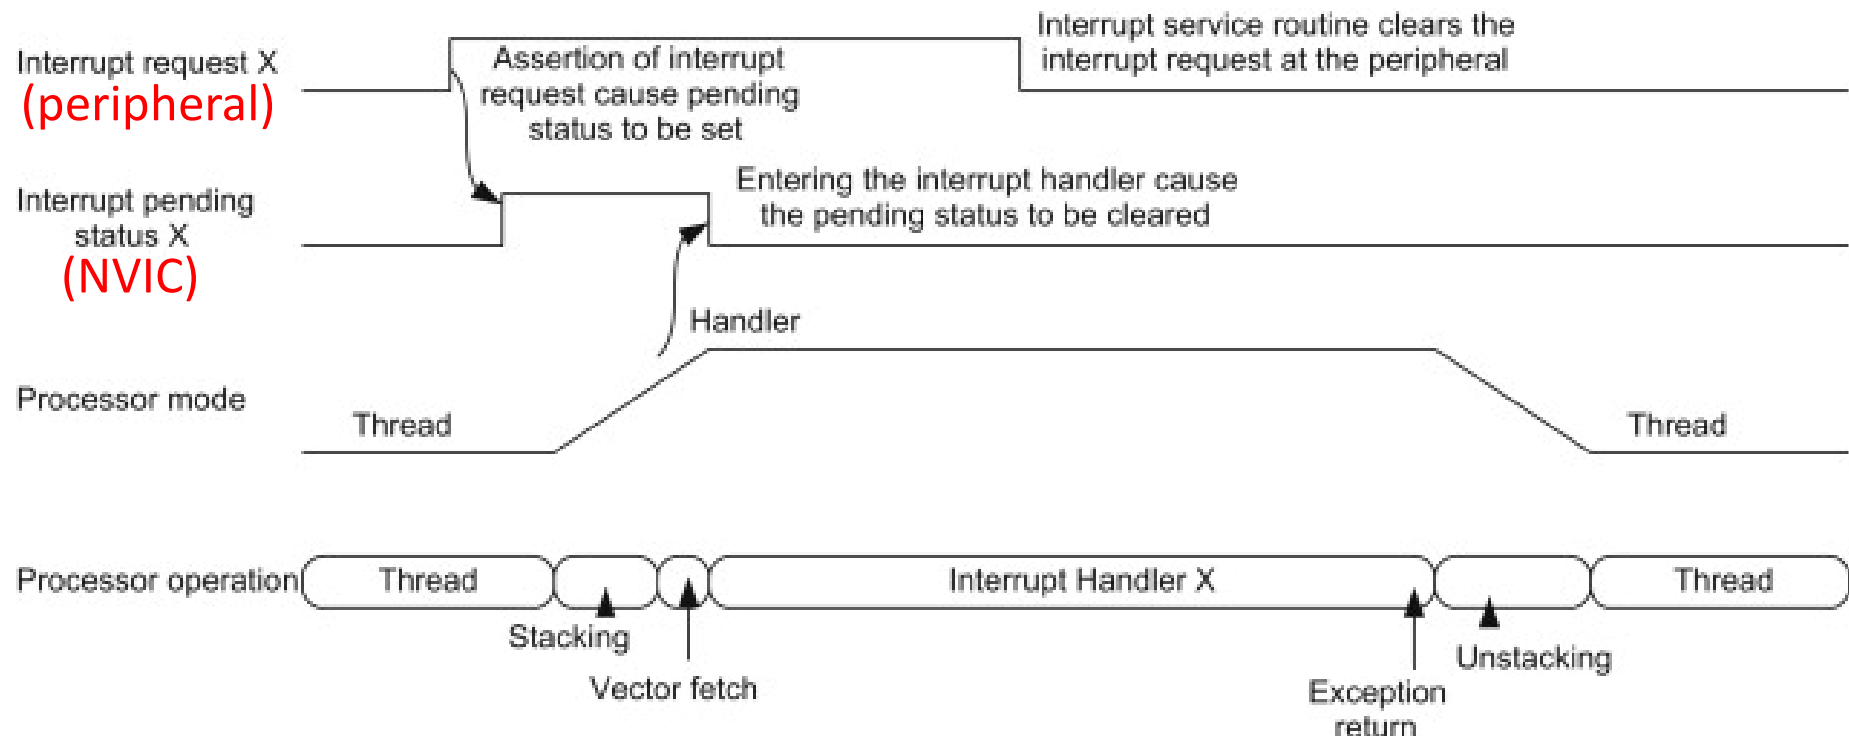 Interrupt request X
(peripheral)
Assertion of interrupt
request cause pending
status to be set
Interrupt service routine clears the
interrupt request at the peripheral
Interrupt pending
status X
(NVIC)
Entering the interrupt handler cause
the pending status to be cleared
Handler
Processor mode
Thread
Thread
Processor operation
Thread
Interrupt Handler X
Thread
Stacking
Vector fetch
Unstacking
Exception
return